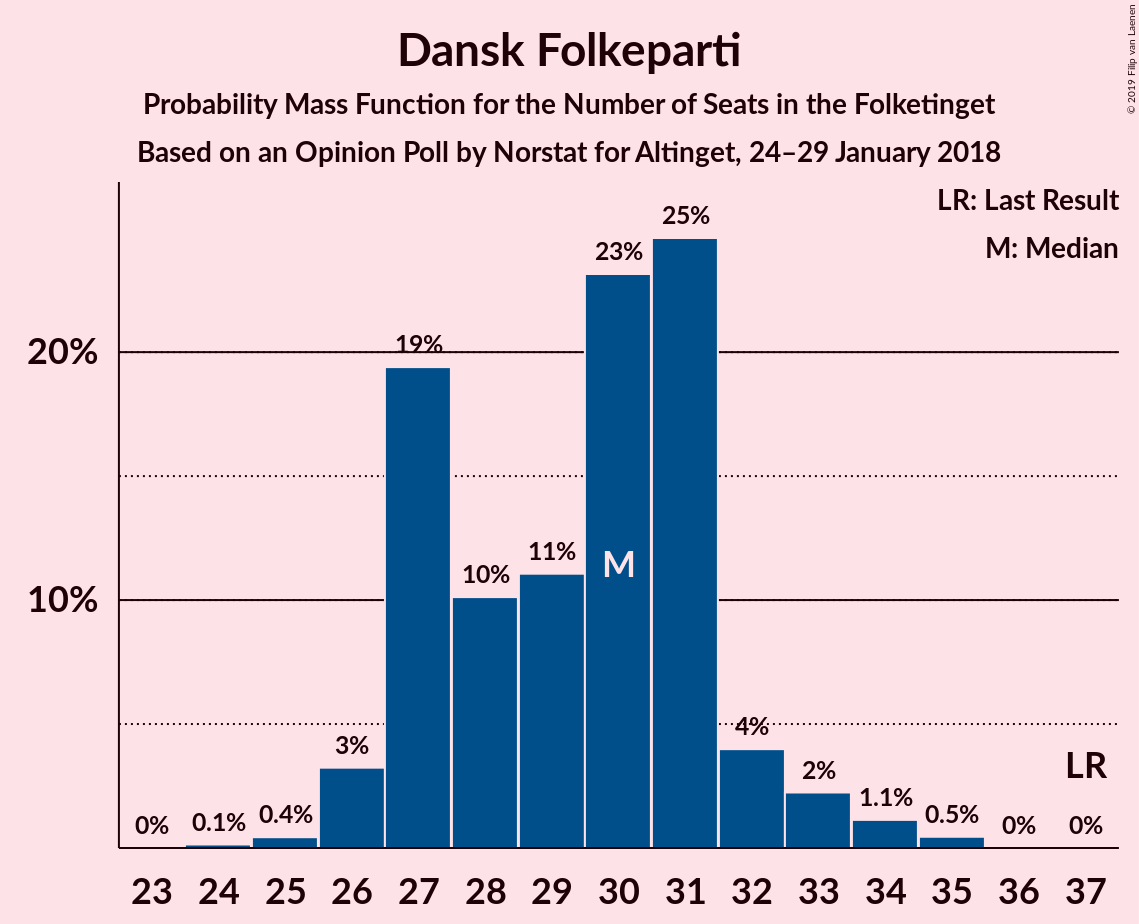 Dansk Folkeparti
Probability Mass Function for the Number of Seats in the Folketinget
Based on an Opinion Poll by Norstat for Altinget, 24–29 January 2018
© 2019 Filip van Laenen
LR: Last Result
M: Median
20%
10%
0%
0.1%
0.4%
3%
19%
10%
11%
23%
25%
4%
2%
1.1%
0.5%
0%
0%
M
LR
23 24 25 26 27 28 29 30 31 32 33 34 35 36 37